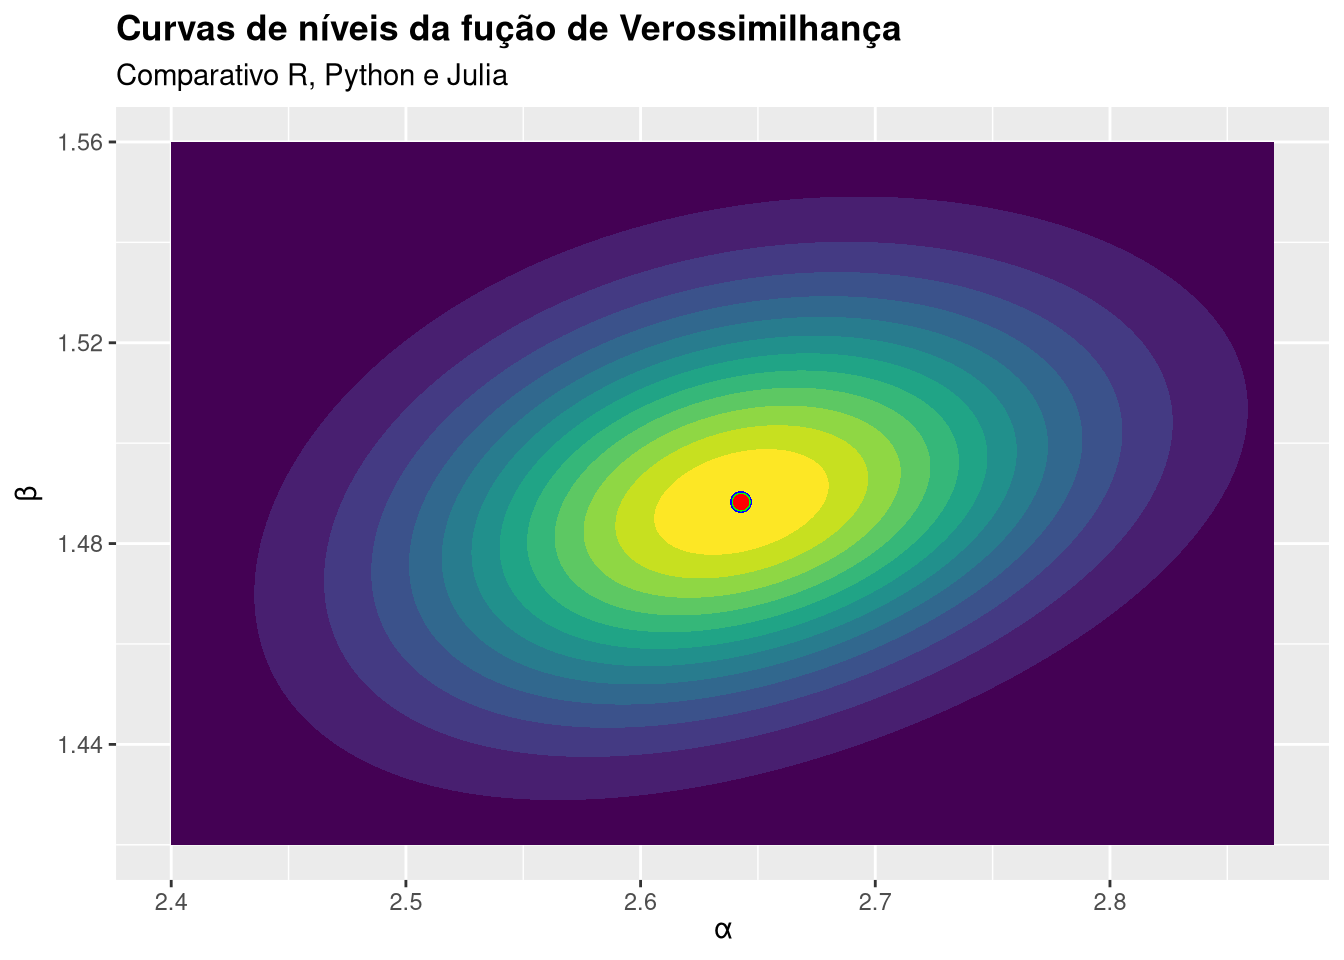 Curvas de níveis da fução de Verossimilhança
Comparativo R, Python e Julia
1.56
1.52
1.48
1.44
β
2.4 2.5 2.6 2.7 2.8
α